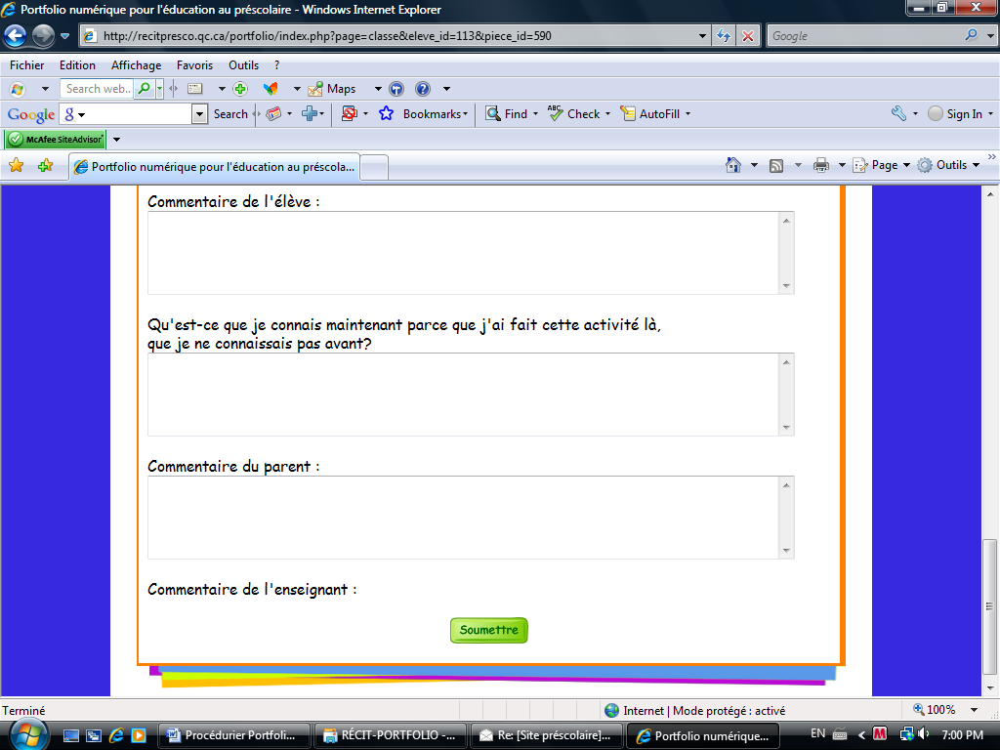 Portfolio numérique pour l'éducation au préscolaire - Windows Internet Explorer
http://recitpresco.qc.ca/portfolio/index.php?page=classe&eleve_id=113&piece_id=590
Google
Fichier Edition Affichage Favoris Outils ?
Search web... Maps
Google g Search Bookmarks Find ABC Check AutoFill Sign In
McAfee SiteAdvisor
Portfolio numérique pour l'éducation au préscola... Page Outils
Commentaire de l'élève :
Qu'est-ce que je connais maintenant parce que j'ai fait cette activité là,
que je ne connaissais pas avant?
Commentaire du parent :
Commentaire de l'enseignant :
Soumettre
Terminé Internet | Mode protégé : activé 100%
Procédurier Portfoli... RÉCIT-PORTFOLIO -... Re: [Site préscolaire]... Portfolio numérique... EN 7:00 PM